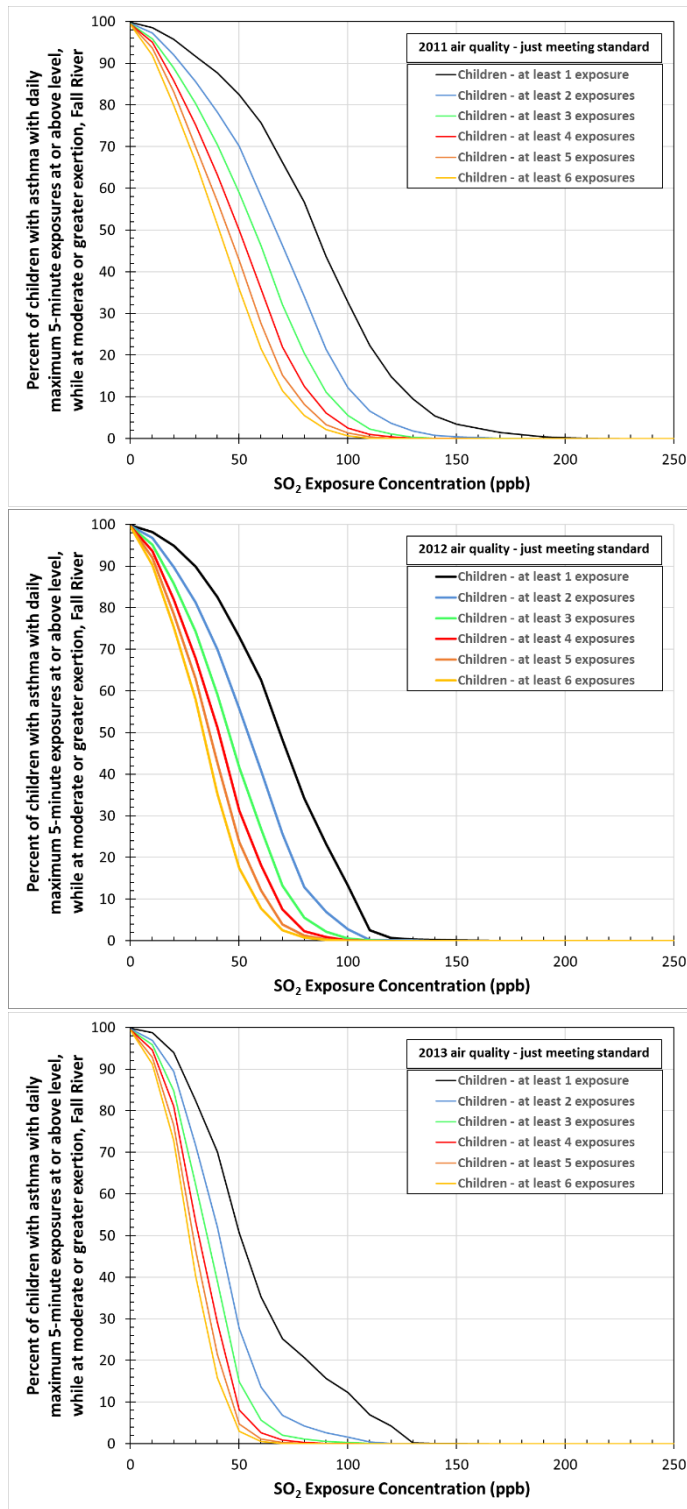 Percent of children with asthma with daily
maximum 5-minute exposures at or above level,
while at moderate or greater exertion, Fall River
100
90
80
70
60
50
40
30
20
10
0
2011 air quality - just meeting standard
Children - at least 1 exposure
Children - at least 2 exposures
Children - at least 3 exposures
Children - at least 4 exposures
Children - at least 5 exposures
Children - at least 6 exposures
0 50 100 150 200 250
SO₂ Exposure Concentration (ppb)
Percent of children with asthma with daily
maximum 5-minute exposures at or above level,
while at moderate or greater exertion, Fall River
100
90
80
70
60
50
40
30
20
10
0
2012 air quality - just meeting standard
Children - at least 1 exposure
Children - at least 2 exposures
Children - at least 3 exposures
Children - at least 4 exposures
Children - at least 5 exposures
Children - at least 6 exposures
0 50 100 150 200 250
SO₂ Exposure Concentration (ppb)
Percent of children with asthma with daily
maximum 5-minute exposures at or above level,
while at moderate or greater exertion, Fall River
100
90
80
70
60
50
40
30
20
10
0
2013 air quality - just meeting standard
Children - at least 1 exposure
Children - at least 2 exposures
Children - at least 3 exposures
Children - at least 4 exposures
Children - at least 5 exposures
Children - at least 6 exposures
0 50 100 150 200 250
SO₂ Exposure Concentration (ppb)